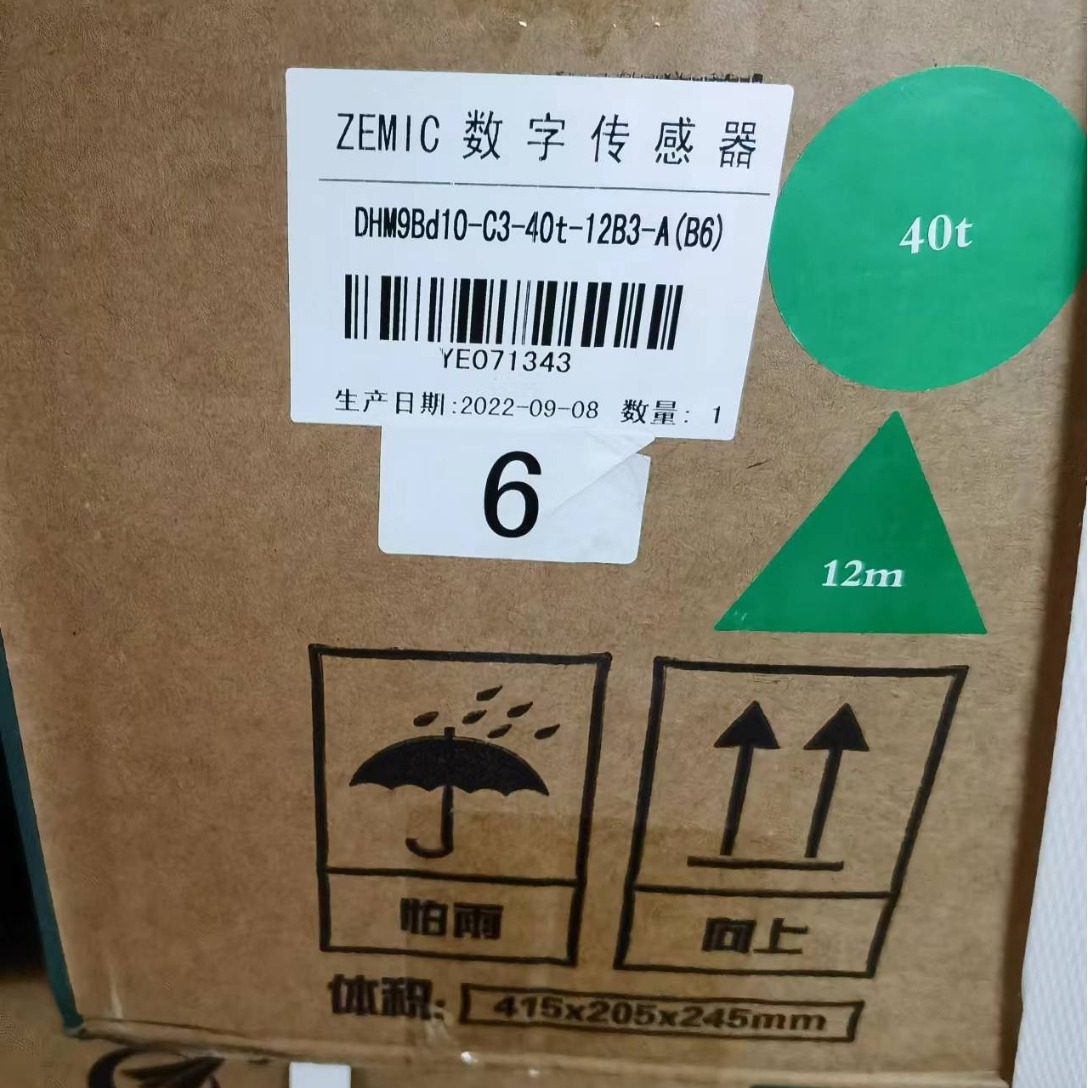 ZEMIC 数字传感器
DHM9Bd10-C3-40t-12B3-A(B6)
YE071343
生产日期:2022-09-08 数量: 1
6
40t
12m
怕雨
向上
体积: 415x205x245mm